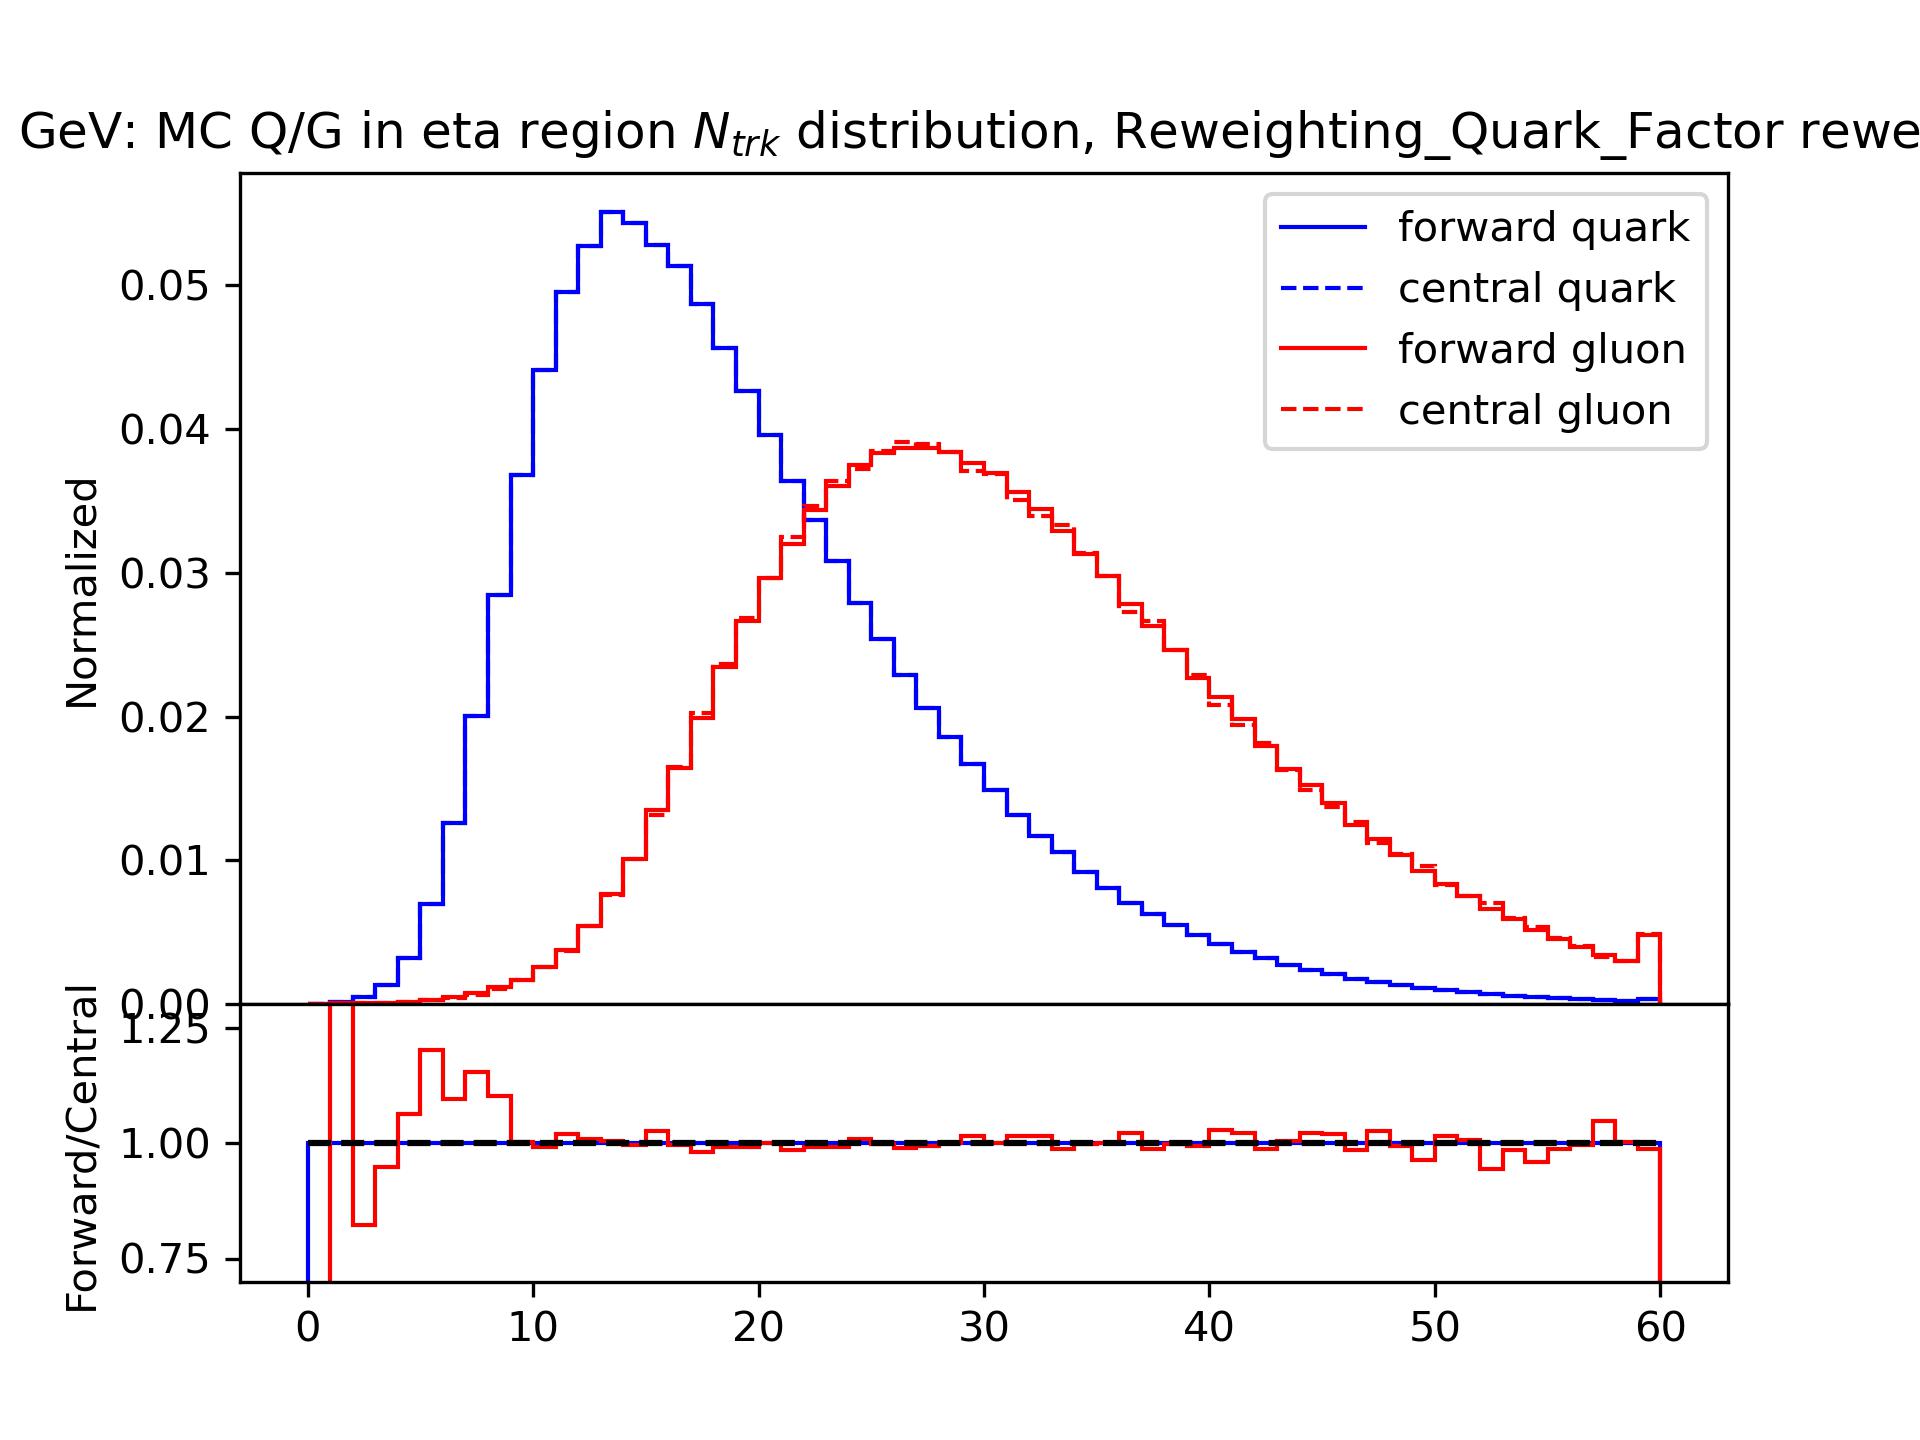 GeV: MC Q/G in eta region N_trk distribution, Reweighting_Quark_Factor rewe
forward quark
central quark
forward gluon
central gluon
Normalized
0.05
0.04
0.03
0.02
0.01
0.00
Forward/Central
1.25
1.00
0.75
0 10 20 30 40 50 60